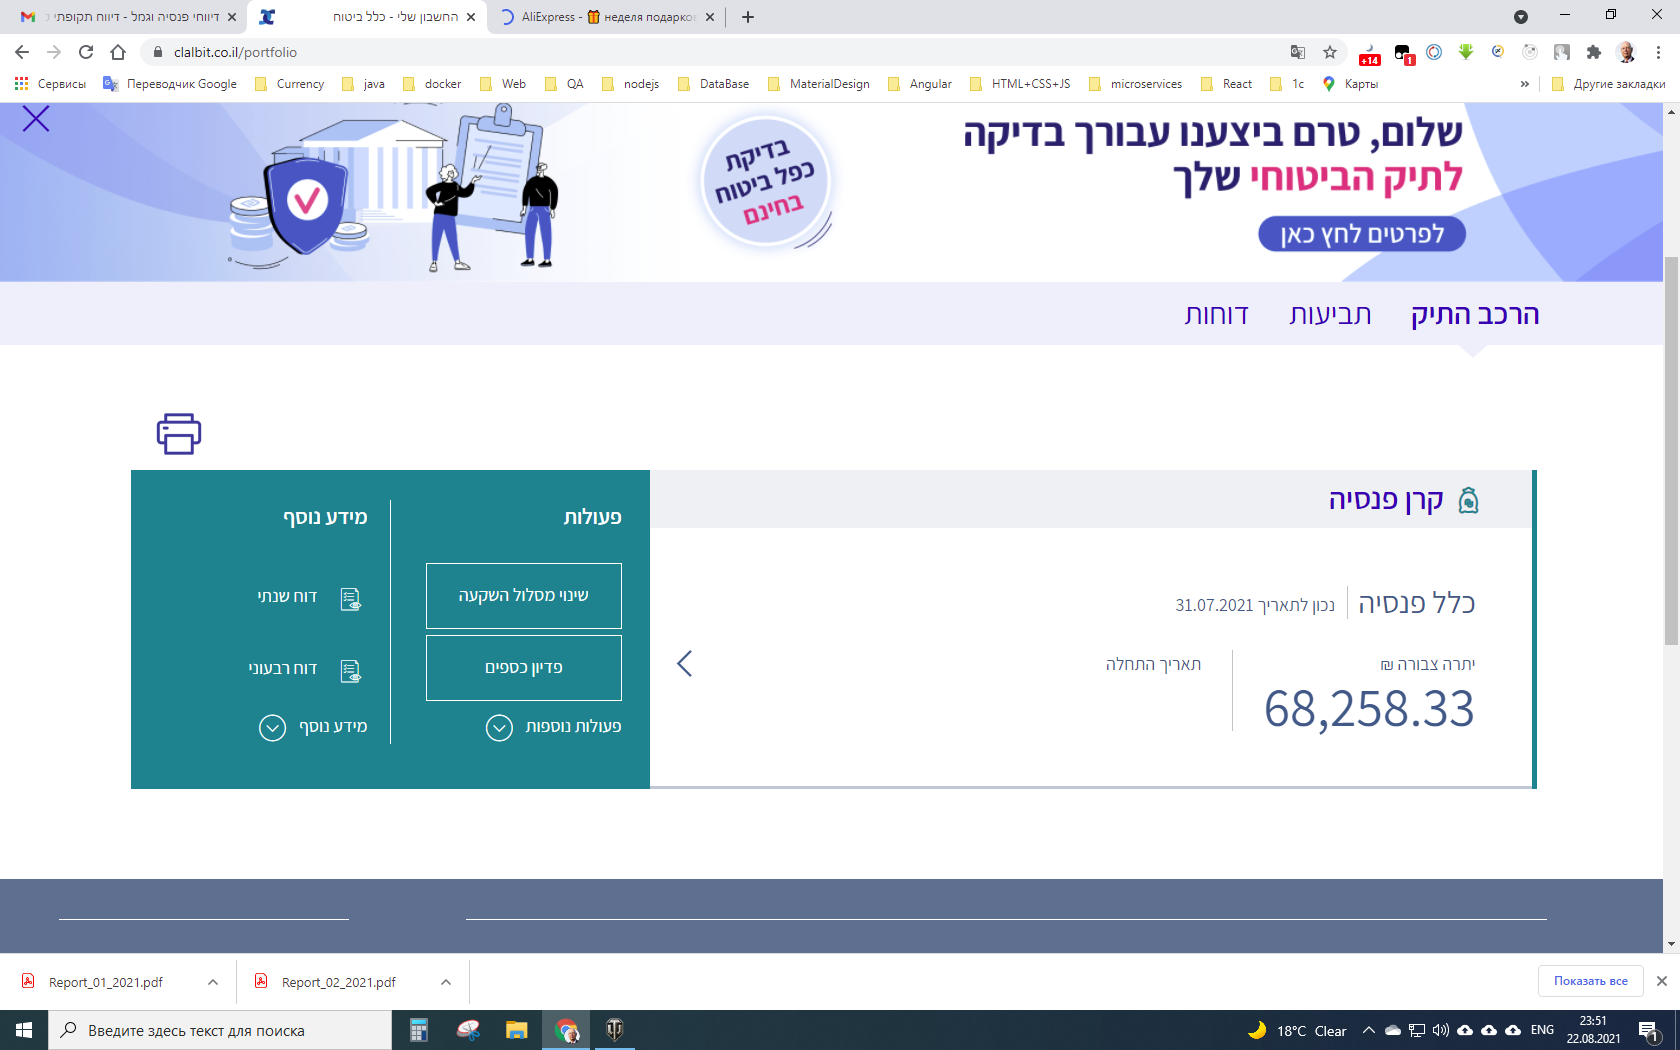 דיווחי פנסיה וגמל - דיווח תקופתי
החשבון שלי - כלל ביטוח
AliExpress - 🎁 неделя подарков
clalbit.co.il/portfolio
+14
1
Сервисы
Переводчик Google
Currency
java
docker
Web
QA
nodejs
DataBase
MaterialDesign
Angular
HTML+CSS+JS
microservices
React
1c
Карты
»
Другие закладки
שלום, טרם ביצענו עבורך בדיקה
לתיק הביטוחי שלך
לפרטים לחץ כאן
בדיקת
כפל ביטוח
בחינם
הרכב התיק
תביעות
דוחות
קרן פנסיה
כלל פנסיה
נכון לתאריך 31.07.2021
יתרה צבורה ₪
68,258.33
תאריך התחלה
פעולות
שינוי מסלול השקעה
פדיון כספים
פעולות נוספות
מידע נוסף
דוח שנתי
דוח רבעוני
מידע נוסף
Report_01_2021.pdf
Report_02_2021.pdf
Показать все
Введите здесь текст для поиска
18°C Clear
ENG
23:51
22.08.2021
1